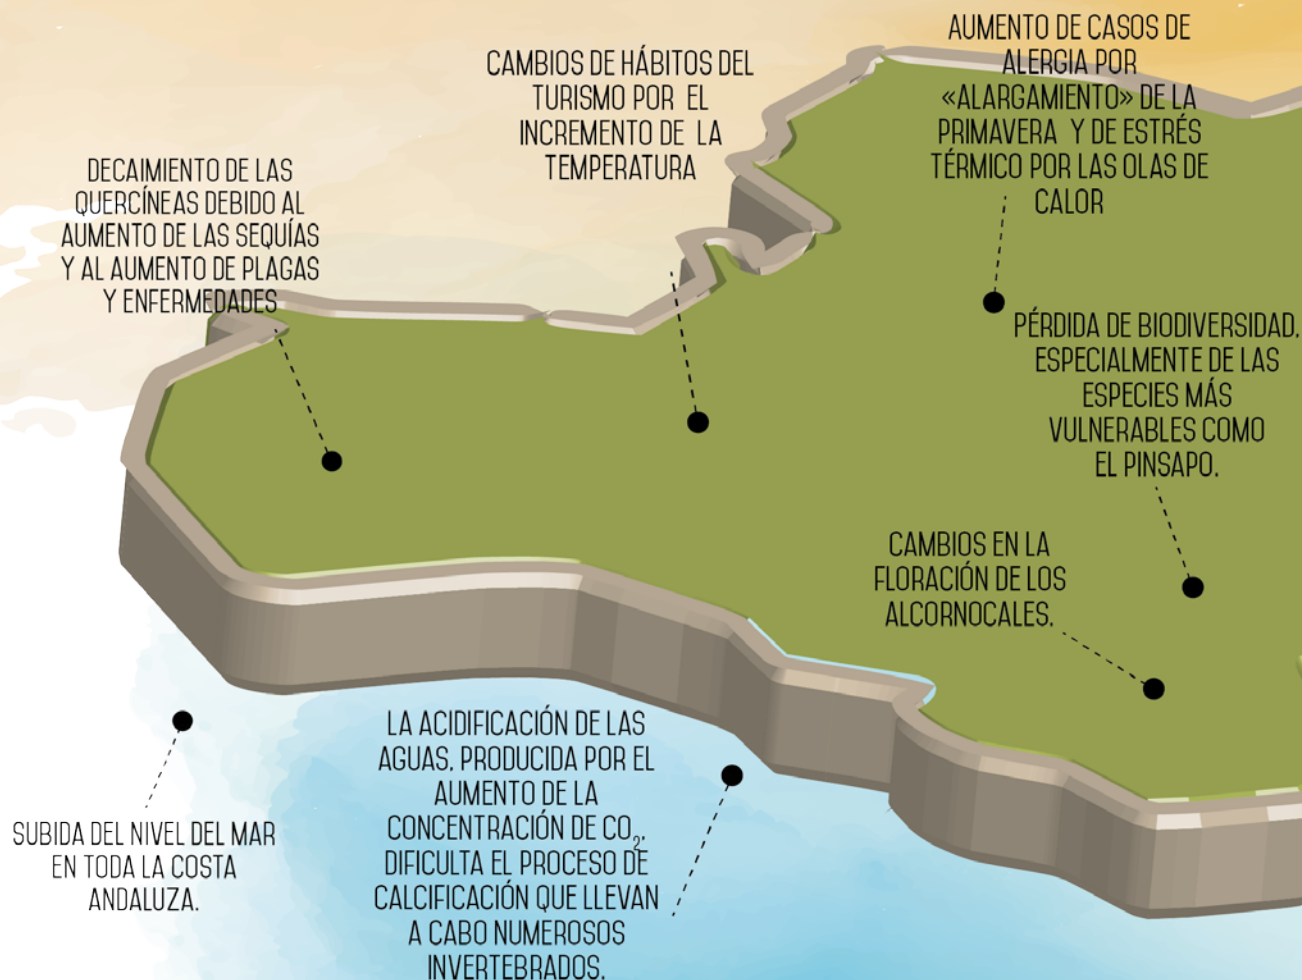 AUMENTO DE CASOS DE
ALERGIA POR
«ALARGAMIENTO» DE LA
PRIMAVERA Y DE ESTRÉS
TÉRMICO POR LAS OLAS DE
CALOR
CAMBIOS DE HÁBITOS DEL
TURISMO POR EL
INCREMENTO DE LA
TEMPERATURA
DECAIMIENTO DE LAS
QUERCÍNEAS DEBIDO AL
AUMENTO DE LAS SEQUÍAS
Y AL AUMENTO DE PLAGAS
Y ENFERMEDADES
PÉRDIDA DE BIODIVERSIDAD,
ESPECIALMENTE DE LAS
ESPECIES MÁS
VULNERABLES COMO
EL PINSAPO.
CAMBIOS EN LA
FLORACIÓN DE LOS
ALCORNOCALES.
LA ACIDIFICACIÓN DE LAS
AGUAS, PRODUCIDA POR EL
AUMENTO DE LA
CONCENTRACIÓN DE CO₂,
DIFICULTA EL PROCESO DE
CALCIFICACIÓN QUE LLEVAN
A CABO NUMEROSOS
INVERTEBRADOS.
SUBIDA DEL NIVEL DEL MAR
EN TODA LA COSTA
ANDALUZA.